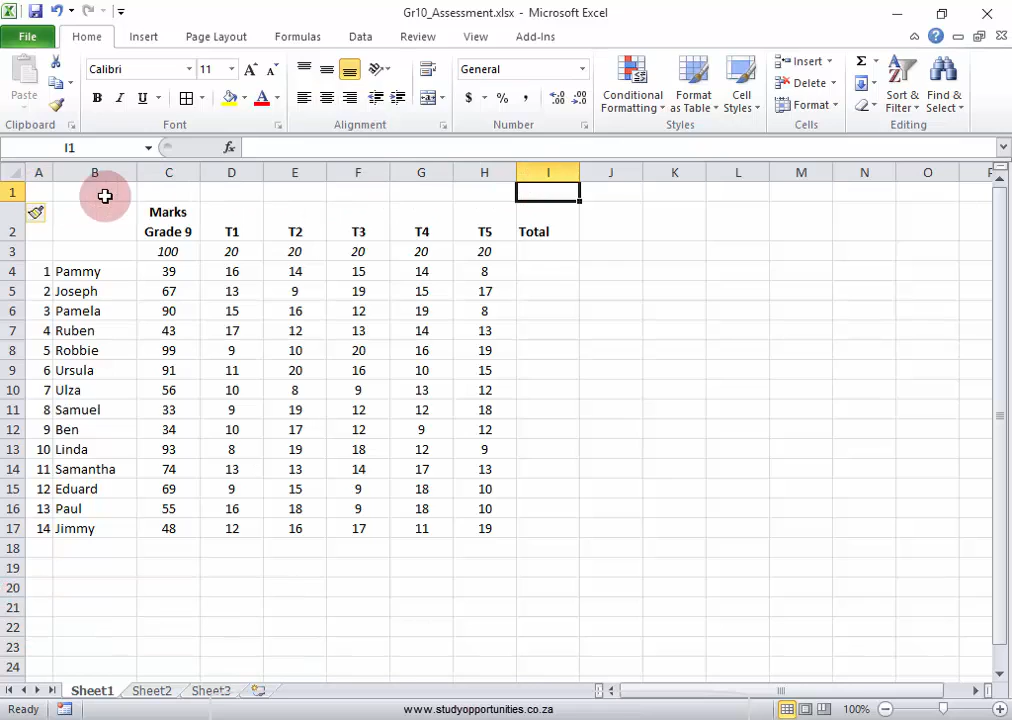 Gr10_Assessment.xlsx - Microsoft Excel
File Home Insert Page Layout Formulas Data Review View Add-Ins
Calibri 11 General Σ Insert
Paste B I U $ % , .00 Conditional Formatting Format as Table Cell Styles Delete Format Sort & Filter Find & Select
Clipboard Font Alignment Number Styles Cells Editing
I1 fx
A B C D E F G H I J K L M N O P
1
Marks
2 Grade 9 T1 T2 T3 T4 T5 Total
3 100 20 20 20 20 20
4 1 Pammy 39 16 14 15 14 8
5 2 Joseph 67 13 9 19 15 17
6 3 Pamela 90 15 16 12 19 8
7 4 Ruben 43 17 12 13 14 13
8 5 Robbie 99 9 10 20 16 19
9 6 Ursula 91 11 20 16 10 15
10 7 Ulza 56 10 8 9 13 12
11 8 Samuel 33 9 19 12 12 18
12 9 Ben 34 10 17 12 9 12
13 10 Linda 93 8 19 18 12 9
14 11 Samantha 74 13 13 14 17 13
15 12 Eduard 69 9 15 9 18 10
16 13 Paul 55 16 18 9 18 10
17 14 Jimmy 48 12 16 17 11 19
18
19
20
21
22
23
24
Sheet1 Sheet2 Sheet3
Ready www.studyopportunities.co.za 100%